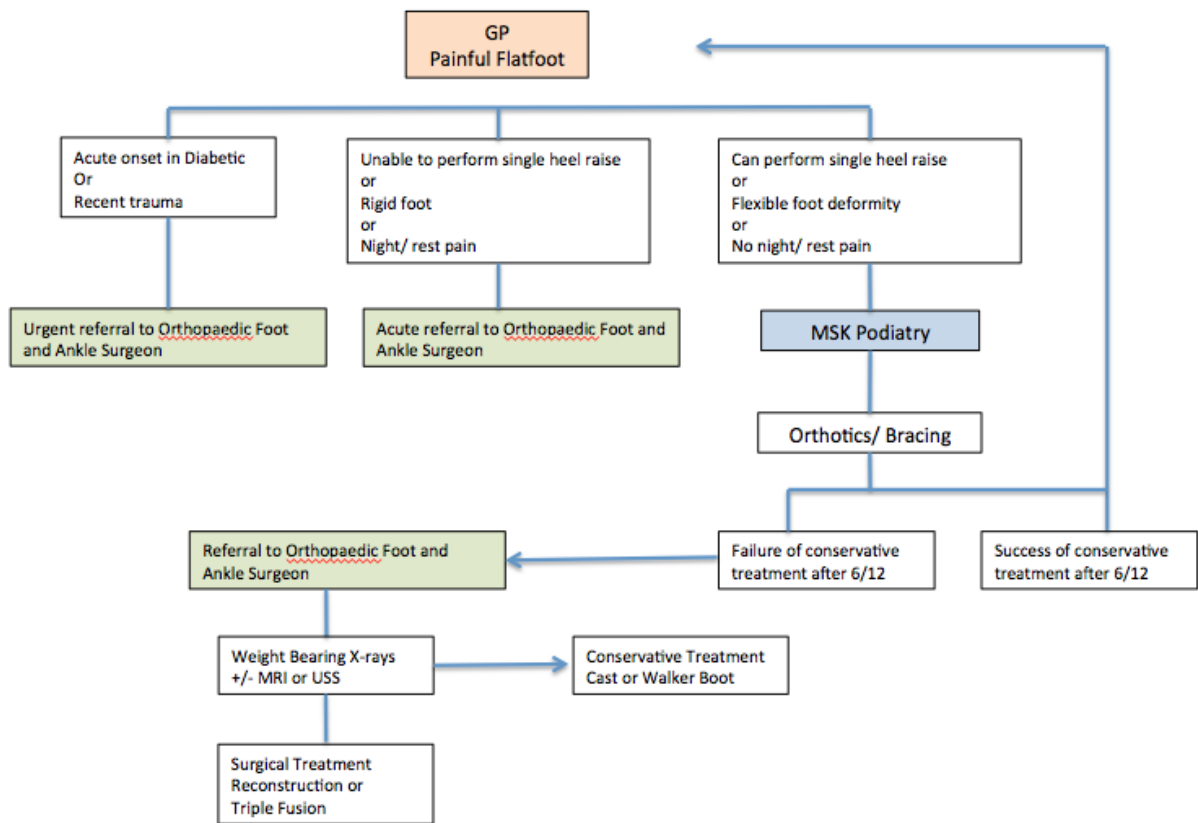 GP
Painful Flatfoot
Acute onset in Diabetic
Or
Recent trauma
Unable to perform single heel raise
or
Rigid foot
or
Night/ rest pain
Can perform single heel raise
or
Flexible foot deformity
or
No night/ rest pain
Urgent referral to Orthopaedic Foot
and Ankle Surgeon
Acute referral to Orthopaedic Foot and
Ankle Surgeon
MSK Podiatry
Orthotics/ Bracing
Referral to Orthopaedic Foot and
Ankle Surgeon
Failure of conservative
treatment after 6/12
Success of conservative
treatment after 6/12
Weight Bearing X-rays
+/- MRI or USS
Conservative Treatment
Cast or Walker Boot
Surgical Treatment
Reconstruction or
Triple Fusion